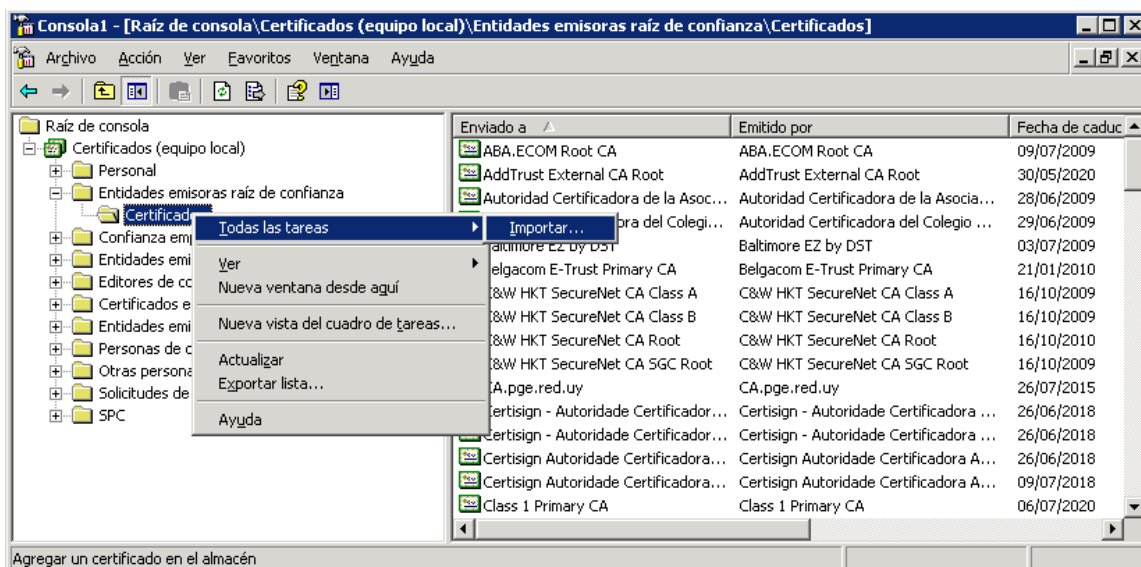 Consola1 - [Raíz de consola\Certificados (equipo local)\Entidades emisoras raíz de confianza\Certificados]
Archivo Acción Ver Favoritos Ventana Ayuda
Raíz de consola
Certificados (equipo local)
Personal
Entidades emisoras raíz de confianza
Certificado
Confianza emp
Entidades emi
Editores de co
Certificados e
Entidades emi
Personas de c
Otras persona
Solicitudes de
SPC
Todas las tareas
Ver
Nueva ventana desde aquí
Nueva vista del cuadro de tareas...
Actualizar
Exportar lista...
Ayuda
Importar...
Enviado a Emitido por Fecha de caduc
ABA.ECOM Root CA ABA.ECOM Root CA 09/07/2009
AddTrust External CA Root AddTrust External CA Root 30/05/2020
Autoridad Certificadora de la Asoc... Autoridad Certificadora de la Asocia... 28/06/2009
ora del Colegi... Autoridad Certificadora del Colegio ... 29/06/2009
Baltimore EZ by DST Baltimore EZ by DST 03/07/2009
elgacom E-Trust Primary CA Belgacom E-Trust Primary CA 21/01/2010
C&W HKT SecureNet CA Class A C&W HKT SecureNet CA Class A 16/10/2009
C&W HKT SecureNet CA Class B C&W HKT SecureNet CA Class B 16/10/2009
C&W HKT SecureNet CA Root C&W HKT SecureNet CA Root 16/10/2010
C&W HKT SecureNet CA SGC Root C&W HKT SecureNet CA SGC Root 16/10/2009
CA.pge.red.uy CA.pge.red.uy 26/07/2015
Certisign - Autoridade Certificador... Certisign - Autoridade Certificadora ... 26/06/2018
Certisign - Autoridade Certificador... Certisign - Autoridade Certificadora ... 26/06/2018
Certisign Autoridade Certificadora... Certisign Autoridade Certificadora A... 26/06/2018
Certisign Autoridade Certificadora... Certisign Autoridade Certificadora A... 09/07/2018
Class 1 Primary CA Class 1 Primary CA 06/07/2020
Agregar un certificado en el almacén